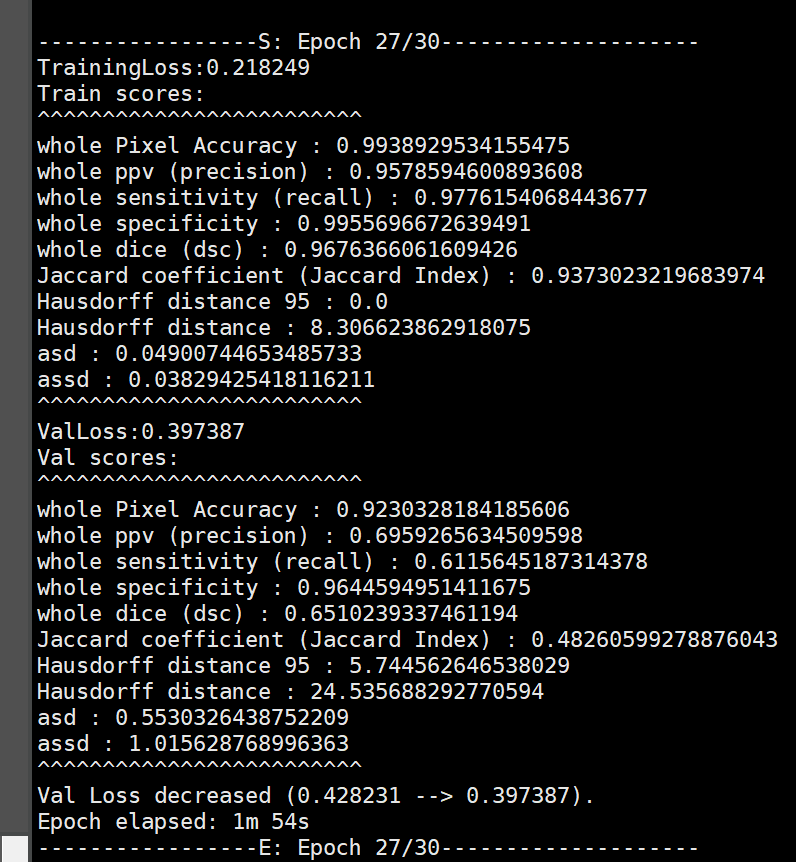 -----------------S: Epoch 27/30--------------------
TrainingLoss:0.218249
Train scores:
^^^^^^^^^^^^^^^^^^^^^^^^^
whole Pixel Accuracy : 0.9938929534155475
whole ppv (precision) : 0.9578594600893608
whole sensitivity (recall) : 0.9776154068443677
whole specificity : 0.9955696672639491
whole dice (dsc) : 0.9676366061609426
Jaccard coefficient (Jaccard Index) : 0.9373023219683974
Hausdorff distance 95 : 0.0
Hausdorff distance : 8.306623862918075
asd : 0.04900744653485733
assd : 0.03829425418116211
^^^^^^^^^^^^^^^^^^^^^^^^^
ValLoss:0.397387
Val scores:
^^^^^^^^^^^^^^^^^^^^^^^^^
whole Pixel Accuracy : 0.9230328184185606
whole ppv (precision) : 0.6959265634509598
whole sensitivity (recall) : 0.6115645187314378
whole specificity : 0.9644594951411675
whole dice (dsc) : 0.6510239337461194
Jaccard coefficient (Jaccard Index) : 0.48260599278876043
Hausdorff distance 95 : 5.744562646538029
Hausdorff distance : 24.535688292770594
asd : 0.5530326438752209
assd : 1.015628768996363
^^^^^^^^^^^^^^^^^^^^^^^^^
Val Loss decreased (0.428231 --> 0.397387).
Epoch elapsed: 1m 54s
-----------------E: Epoch 27/30--------------------